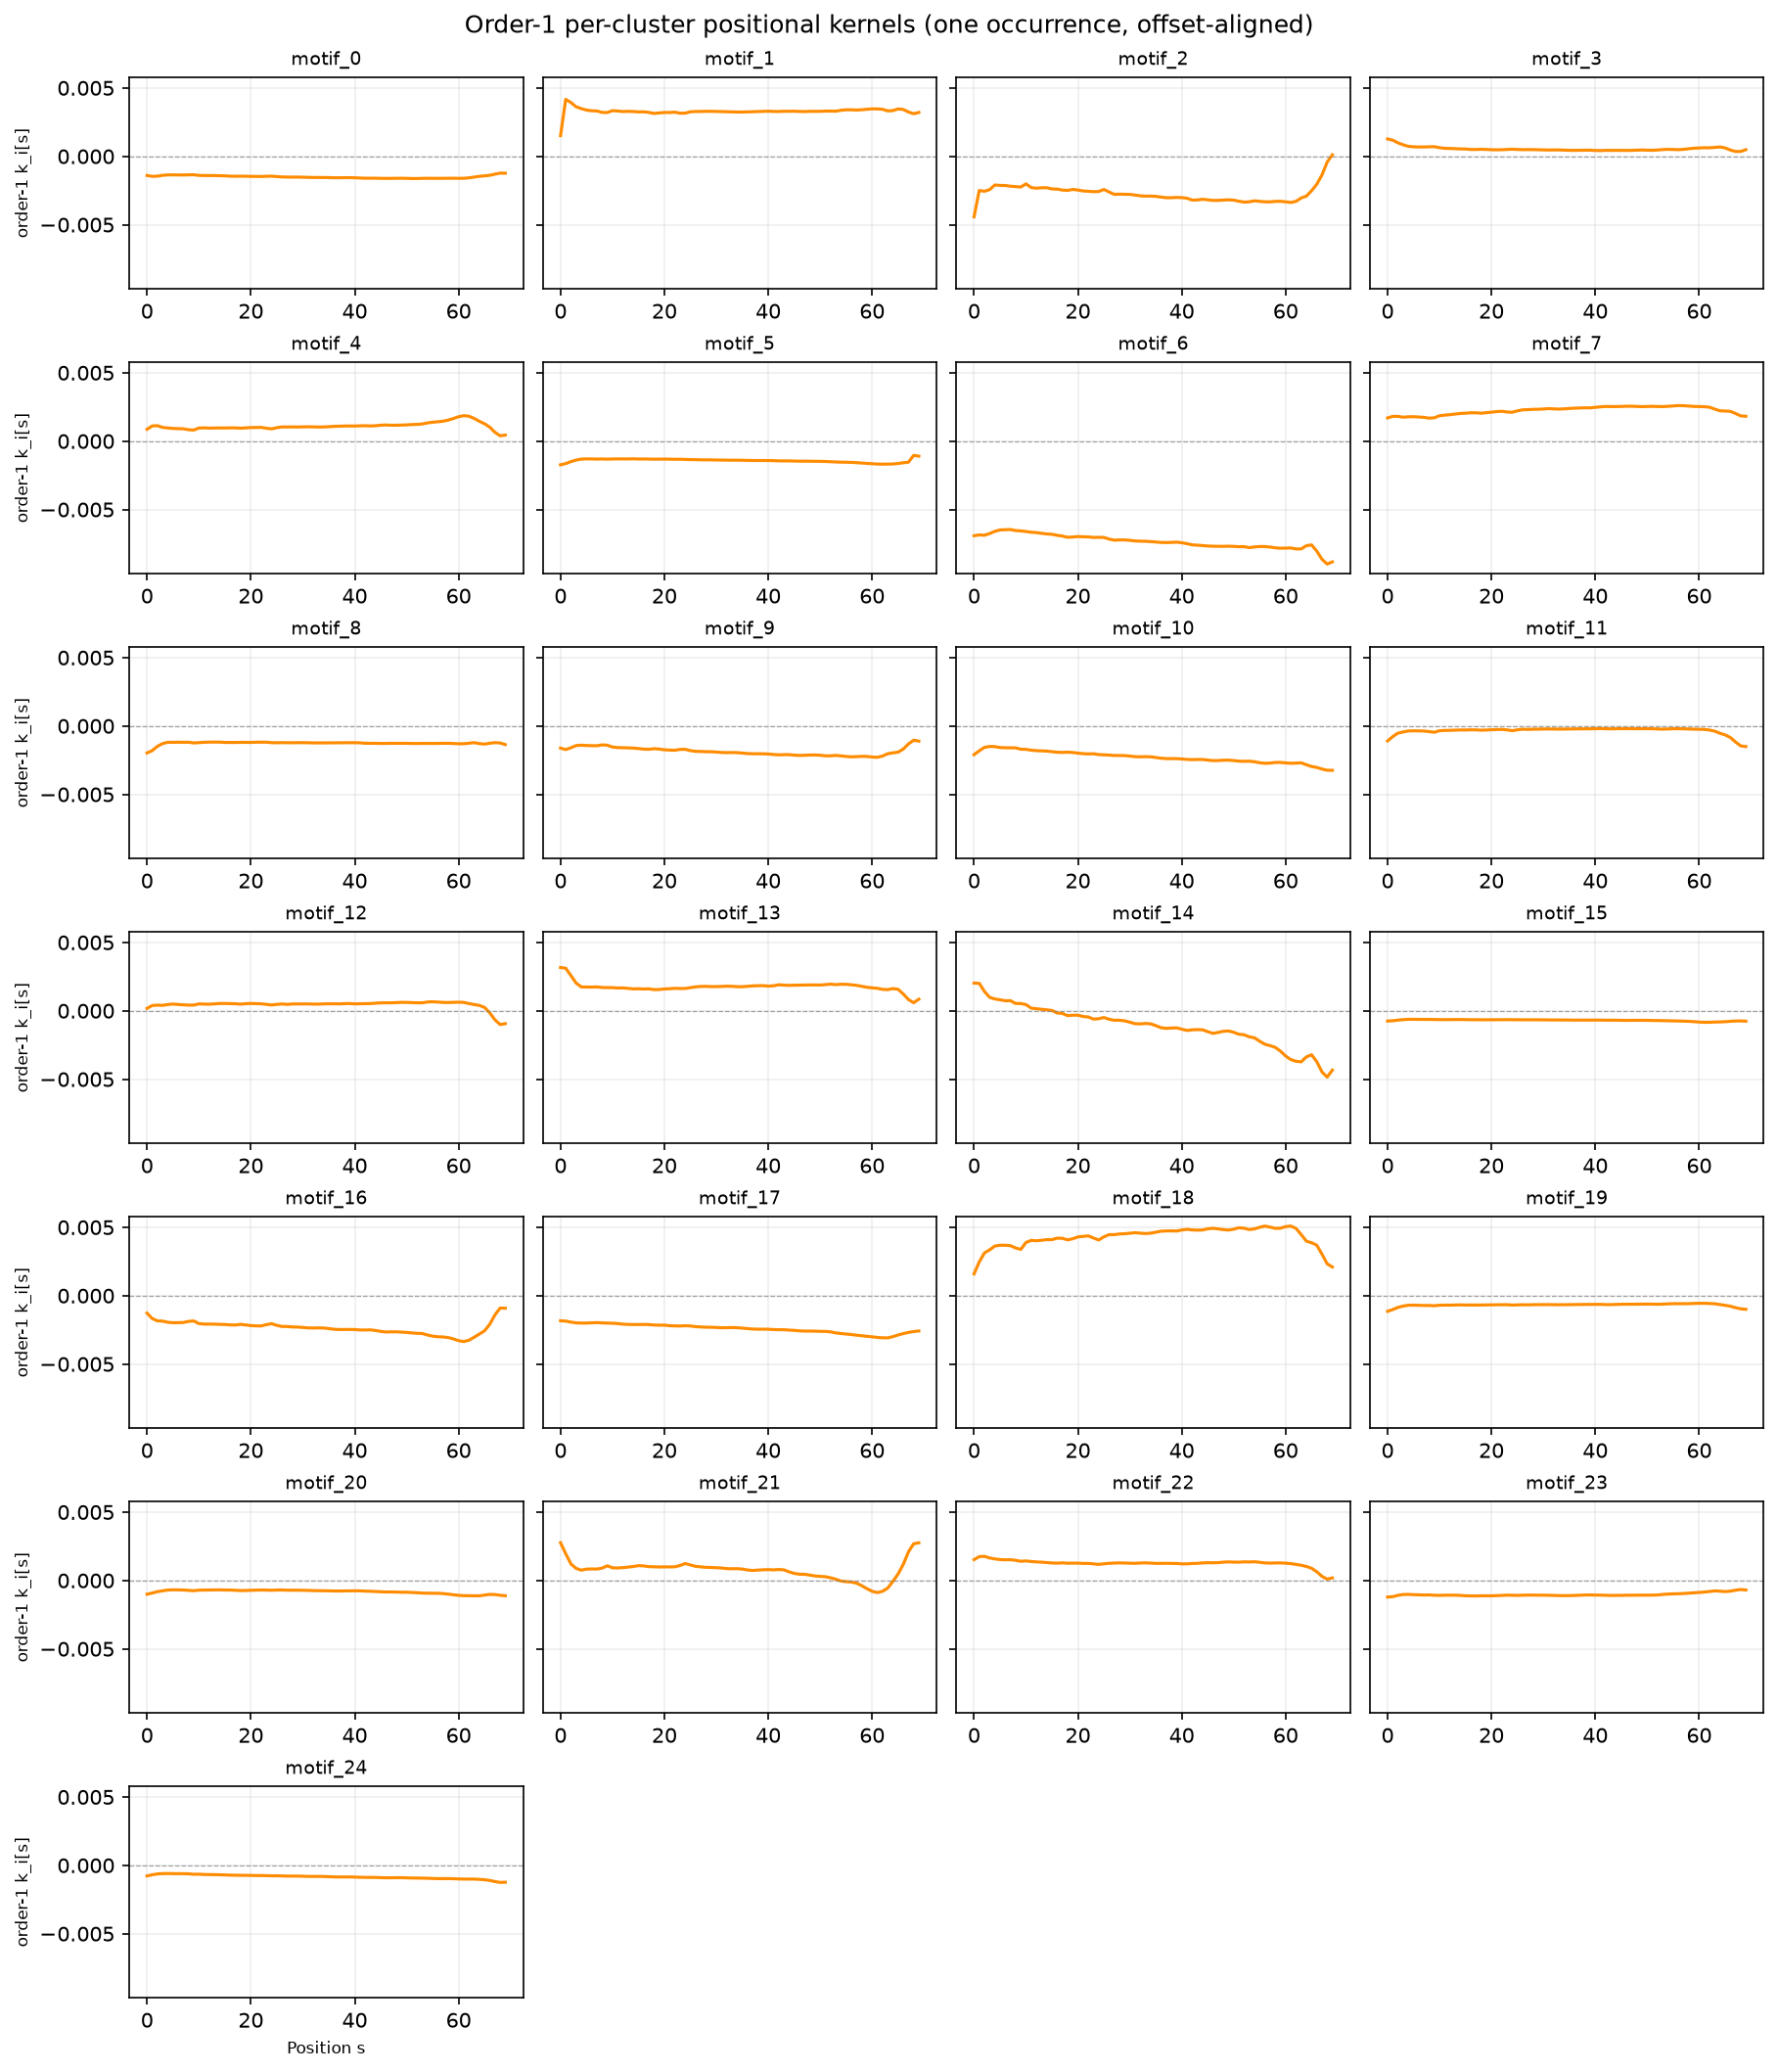 Order-1 per-cluster positional kernels (one occurrence, offset-aligned)
motif_0 motif_1 motif_2 motif_3
order-1 k_i[s]
0.005
0.000
−0.005
0 20 40 60 0 20 40 60 0 20 40 60 0 20 40 60
motif_4 motif_5 motif_6 motif_7
order-1 k_i[s]
0.005
0.000
−0.005
0 20 40 60 0 20 40 60 0 20 40 60 0 20 40 60
motif_8 motif_9 motif_10 motif_11
order-1 k_i[s]
0.005
0.000
−0.005
0 20 40 60 0 20 40 60 0 20 40 60 0 20 40 60
motif_12 motif_13 motif_14 motif_15
order-1 k_i[s]
0.005
0.000
−0.005
0 20 40 60 0 20 40 60 0 20 40 60 0 20 40 60
motif_16 motif_17 motif_18 motif_19
order-1 k_i[s]
0.005
0.000
−0.005
0 20 40 60 0 20 40 60 0 20 40 60 0 20 40 60
motif_20 motif_21 motif_22 motif_23
order-1 k_i[s]
0.005
0.000
−0.005
0 20 40 60 0 20 40 60 0 20 40 60 0 20 40 60
motif_24
order-1 k_i[s]
0.005
0.000
−0.005
0 20 40 60
Position s